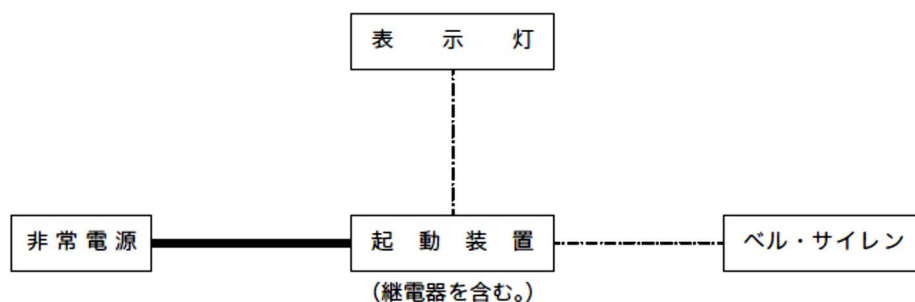 表示灯
非常電源
起動装置
ベル・サイレン
(継電器を含む。)